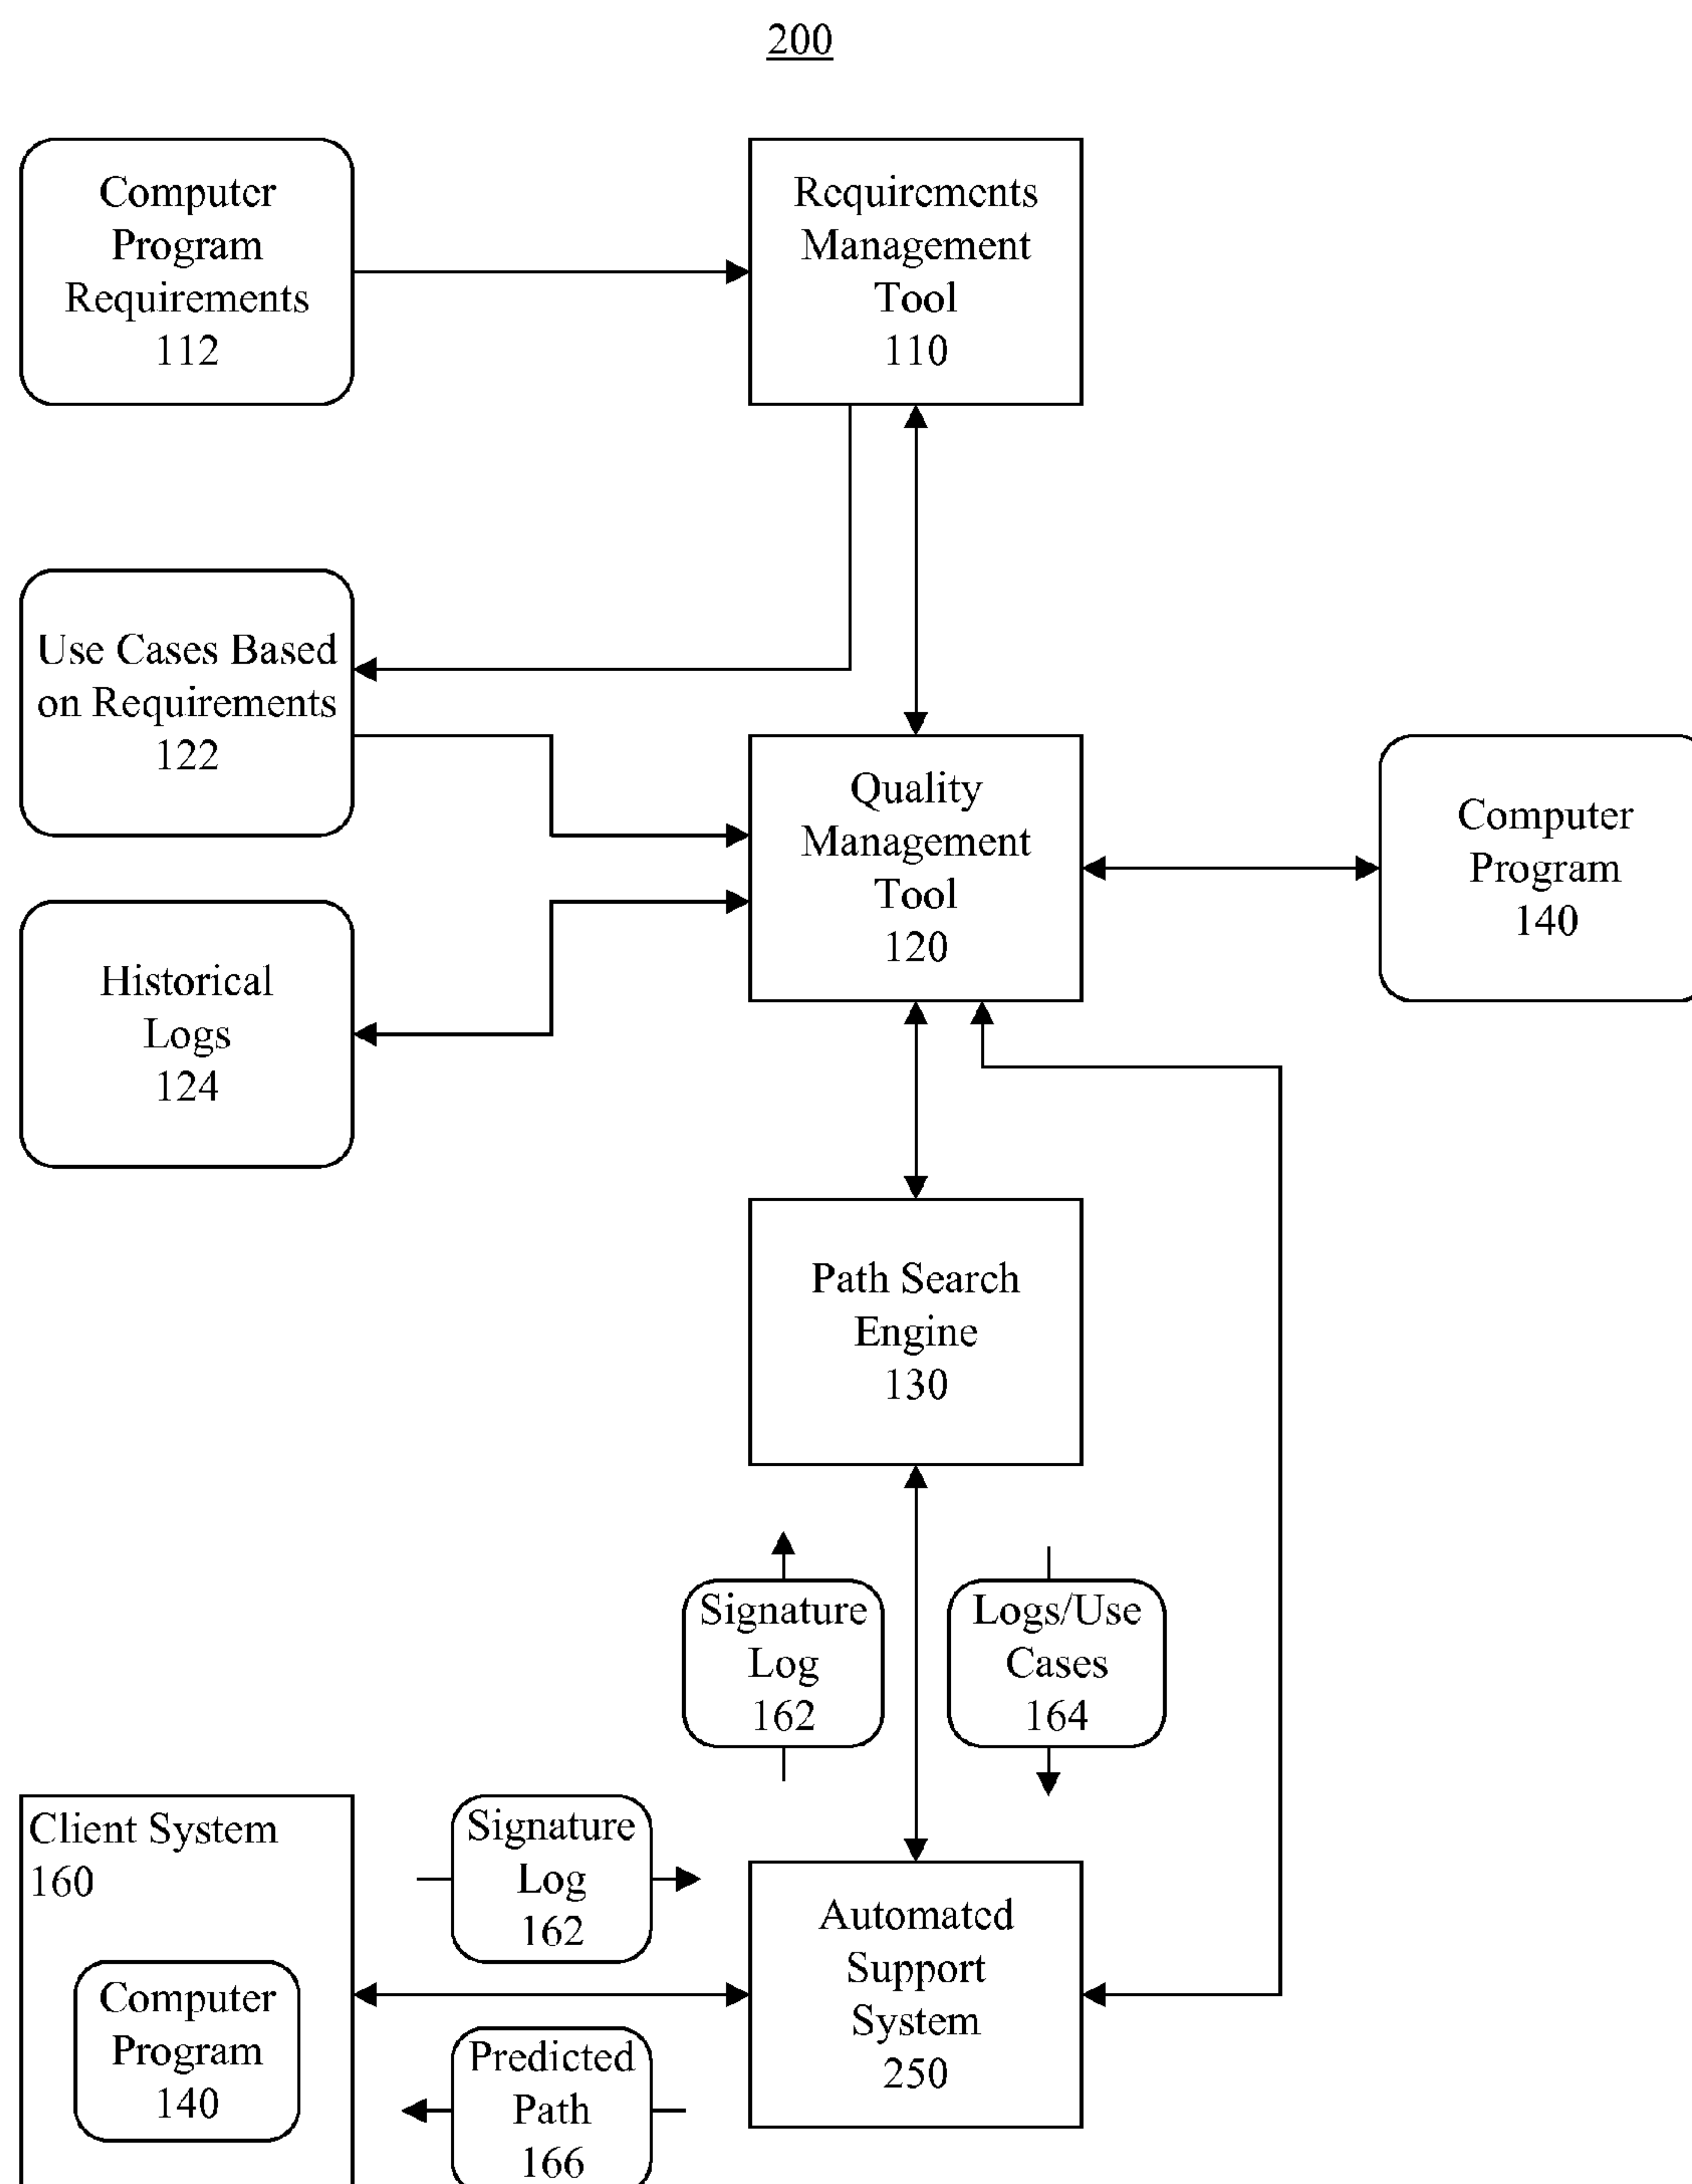 200
Computer
Program
Requirements
112
Requirements
Management
Tool
110
Use Cases Based
on Requirements
122
Quality
Management
Tool
120
Computer
Program
140
Historical
Logs
124
Path Search
Engine
130
Signature
Log
162
Logs/Use
Cases
164
Client System
160
Computer
Program
140
Signature
Log
162
Predicted
Path
166
Automated
Support
System
250